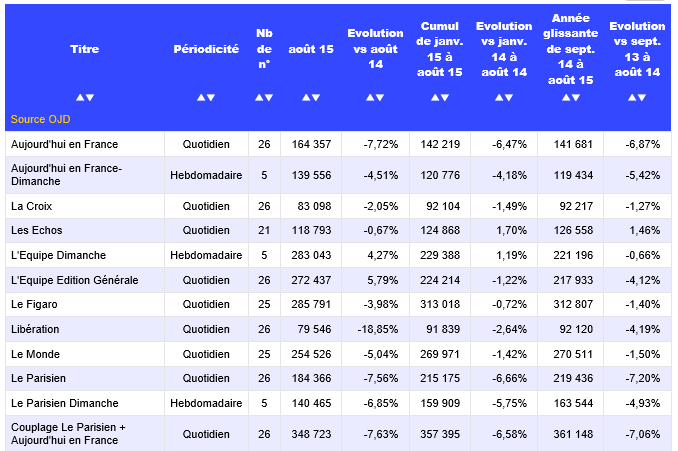 Titre Périodicité Nb de n° août 15 Evolution vs août 14 Cumul de janv. 15 à août 15 Evolution vs janv. 14 à août 14 Année glissante de sept. 14 à août 15 Evolution vs sept. 13 à août 14
▲▼ ▲▼ ▲▼ ▲▼ ▲▼ ▲▼ ▲▼ ▲▼
Source OJD
Aujourd'hui en France Quotidien 26 164 357 -7,72% 142 219 -6,47% 141 681 -6,87%
Aujourd'hui en France-
Dimanche Hebdomadaire 5 139 556 -4,51% 120 776 -4,18% 119 434 -5,42%
La Croix Quotidien 26 83 098 -2,05% 92 104 -1,49% 92 217 -1,27%
Les Echos Quotidien 21 118 793 -0,67% 124 868 1,70% 126 558 1,46%
L'Equipe Dimanche Hebdomadaire 5 283 043 4,27% 229 388 1,19% 221 196 -0,66%
L'Equipe Edition Générale Quotidien 26 272 437 5,79% 224 214 -1,22% 217 933 -4,12%
Le Figaro Quotidien 25 285 791 -3,98% 313 018 -0,72% 312 807 -1,40%
Libération Quotidien 26 79 546 -18,85% 91 839 -2,64% 92 120 -4,19%
Le Monde Quotidien 25 254 526 -5,04% 269 971 -1,42% 270 511 -1,50%
Le Parisien Quotidien 26 184 366 -7,56% 215 175 -6,66% 219 436 -7,20%
Le Parisien Dimanche Hebdomadaire 5 140 465 -6,85% 159 909 -5,75% 163 544 -4,93%
Couplage Le Parisien +
Aujourd'hui en France Quotidien 26 348 723 -7,63% 357 395 -6,58% 361 148 -7,06%